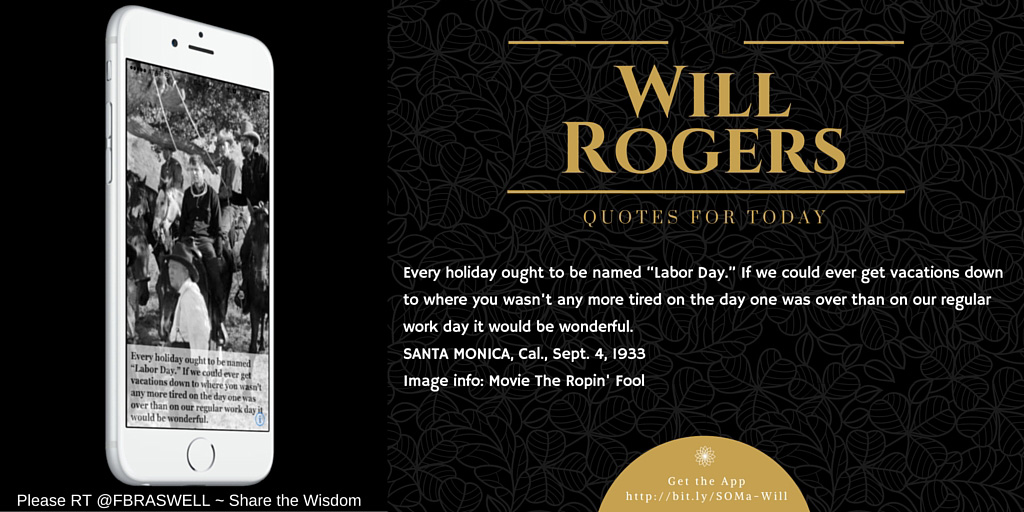 Every holiday ought to be named
“Labor Day.” If we could ever get
vacations down to where you wasn't
any more tired on the day one was
over than on our regular work day it
would be wonderful.
Please RT @FBRASWELL ~ Share the Wisdom
WILL
ROGERS
QUOTES FOR TODAY
Every holiday ought to be named “Labor Day.” If we could ever get vacations down
to where you wasn't any more tired on the day one was over than on our regular
work day it would be wonderful.
SANTA MONICA, Cal., Sept. 4, 1933
Image info: Movie The Ropin' Fool
Get the App
http://bit.ly/SOMa-Will